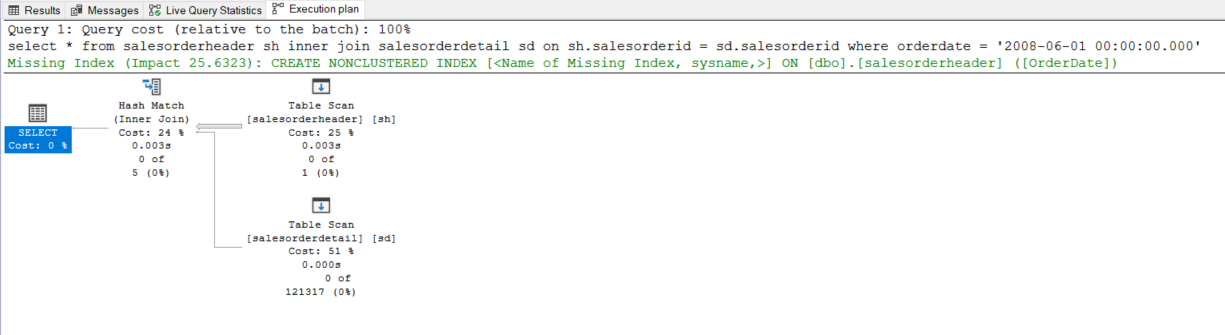 Results Messages Live Query Statistics Execution plan
Query 1: Query cost (relative to the batch): 100%
select * from salesorderheader sh inner join salesorderdetail sd on sh.salesorderid = sd.salesorderid where orderdate = '2008-06-01 00:00:00.000'
Missing Index (Impact 25.6323): CREATE NONCLUSTERED INDEX [<Name of Missing Index, sysname,>] ON [dbo].[salesorderheader] ([OrderDate])
SELECT
Cost: 0 %
Hash Match
(Inner Join)
Cost: 24 %
0.003s
0 of
5 (0%)
Table Scan
[salesorderheader] [sh]
Cost: 25 %
0.003s
0 of
1 (0%)
Table Scan
[salesorderdetail] [sd]
Cost: 51 %
0.000s
0 of
121317 (0%)